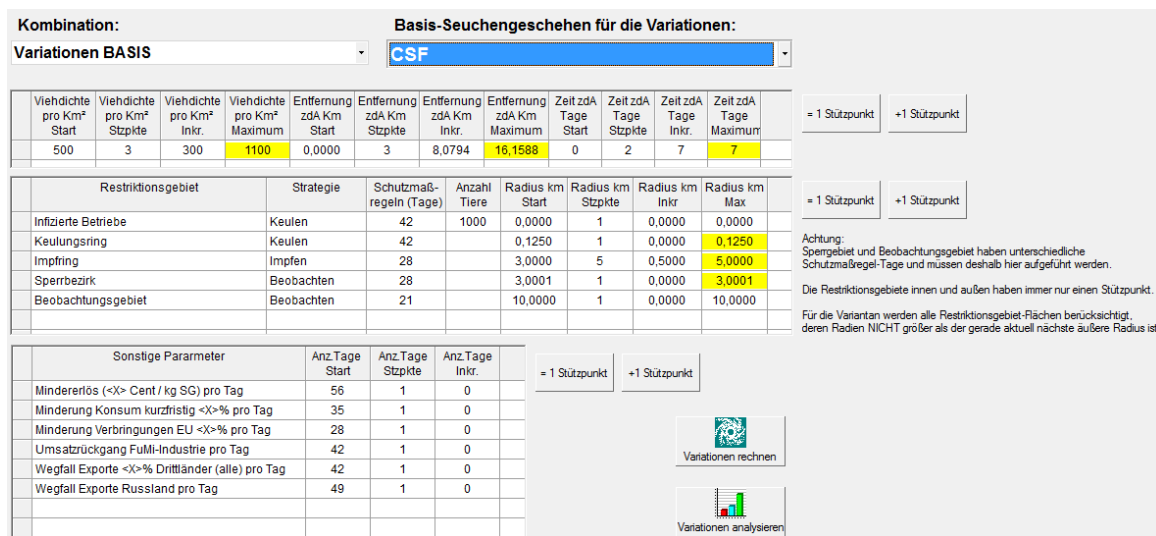 Kombination: Basis-Seuchengeschehen für die Variationen:
Variationen BASIS CSF
Viehdichte Viehdichte Viehdichte Viehdichte Entfernung Entfernung Entfernung Entfernung Zeit zdA Zeit zdA Zeit zdA Zeit zdA
pro Km² pro Km² pro Km² pro Km² zdA Km zdA Km zdA Km zdA Km Tage Tage Tage Tage
Start Stzpkte Inkr. Maximum Start Stzpkte Inkr. Maximum Start Stzpkte Inkr. Maximum
= 1 Stützpunkt +1 Stützpunkt
500 3 300 1100 0,0000 3 8,0794 16,1588 0 2 7 7
Restriktionsgebiet Strategie Schutzmaß- Anzahl Radius km Radius km Radius km Radius km
regeln (Tage) Tiere Start Stzpkte Inkr Max
= 1 Stützpunkt +1 Stützpunkt
Infizierte Betriebe Keulen 42 1000 0,0000 1 0,0000 0,0000
Keulungsring Keulen 42 0,1250 1 0,0000 0,1250
Impfring Impfen 28 3,0000 5 0,5000 5,0000
Sperrbezirk Beobachten 28 3,0001 1 0,0000 3,0001
Beobachtungsgebiet Beobachten 21 10,0000 1 0,0000 10,0000
Achtung:
Sperrgebiet und Beobachtungsgebiet haben unterschiedliche
Schutzmaßregel-Tage und müssen deshalb hier aufgeführt werden.
Die Restriktionsgebiete innen und außen haben immer nur einen Stützpunkt.
Für die Variantan werden alle Restriktionsgebiet-Flächen berücksichtigt,
deren Radien NICHT größer als der gerade aktuell nächste äußere Radius ist
Sonstige Pararmeter Anz.Tage Anz.Tage Anz.Tage
Start Stzpkte Inkr.
= 1 Stützpunkt +1 Stützpunkt
Mindererlös (<X> Cent / kg SG) pro Tag 56 1 0
Minderung Konsum kurzfristig <X>% pro Tag 35 1 0
Minderung Verbringungen EU <X>% pro Tag 28 1 0
Umsatzrückgang FuMi-Industrie pro Tag 42 1 0
Wegfall Exporte <X>% Drittländer (alle) pro Tag 42 1 0
Wegfall Exporte Russland pro Tag 49 1 0
Variationen rechnen
Variationen analysieren